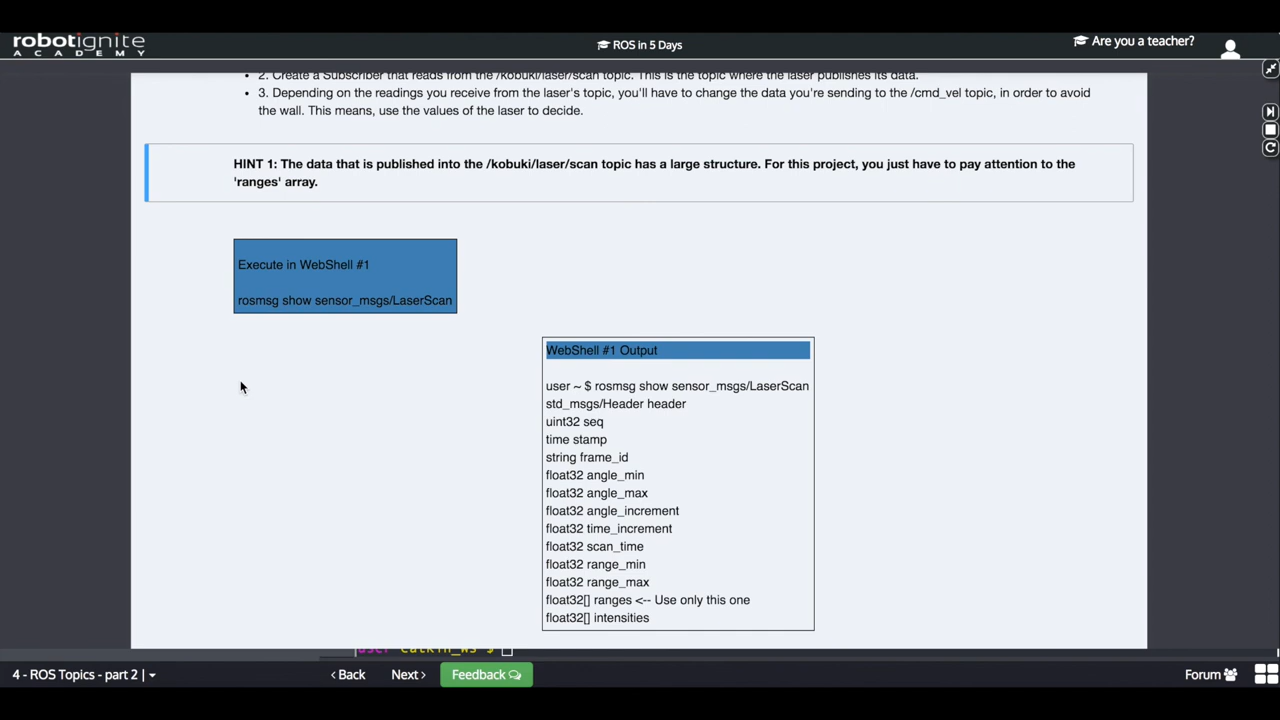 robotignite
ACADEMY
ROS in 5 Days
Are you a teacher?
2. Create a Subscriber that reads from the /kobuki/laser/scan topic. This is the topic where the laser publishes its data.
3. Depending on the readings you receive from the laser's topic, you'll have to change the data you're sending to the /cmd_vel topic, in order to avoid
the wall. This means, use the values of the laser to decide.
HINT 1: The data that is published into the /kobuki/laser/scan topic has a large structure. For this project, you just have to pay attention to the
'ranges' array.
Execute in WebShell #1
rosmsg show sensor_msgs/LaserScan
WebShell #1 Output
user ~ $ rosmsg show sensor_msgs/LaserScan
std_msgs/Header header
uint32 seq
time stamp
string frame_id
float32 angle_min
float32 angle_max
float32 angle_increment
float32 time_increment
float32 scan_time
float32 range_min
float32 range_max
float32[] ranges <-- Use only this one
float32[] intensities
user catkin_ws $
4 - ROS Topics - part 2 |
Back
Next
Feedback
Forum